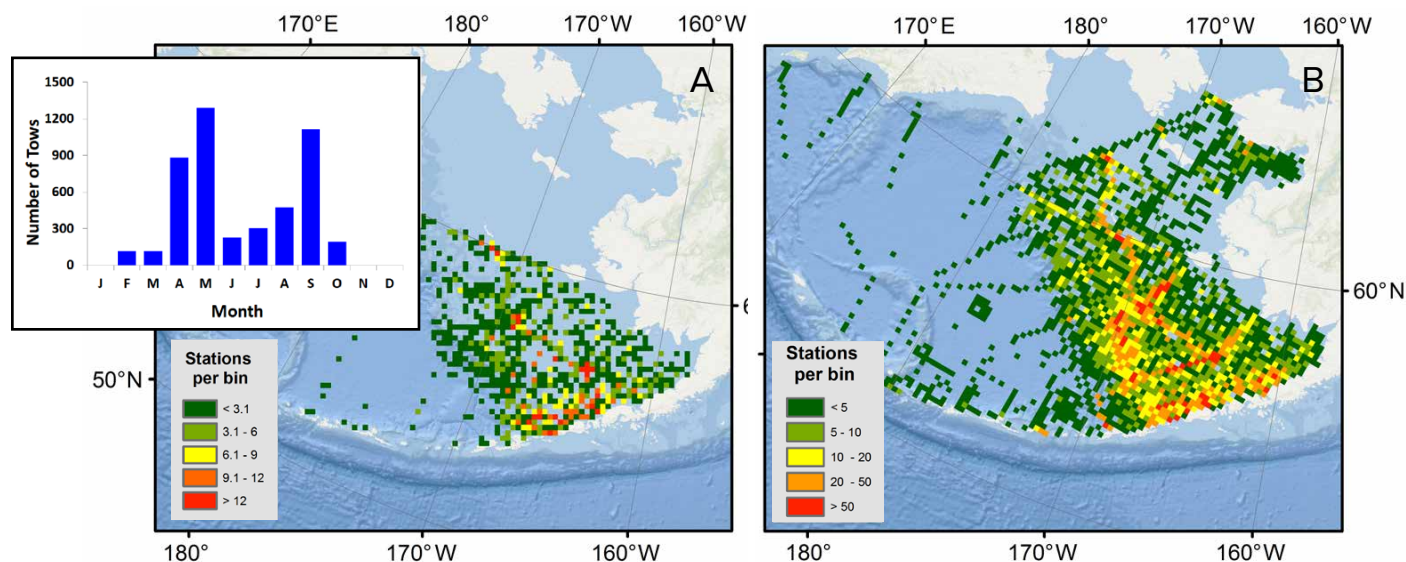 170°E 180° 170°W 160°W
170°E 180° 170°W 160°W
A
B
1500
1200
900
600
300
0
Number of Tows
J F M A M J J A S O N D
Month
50°N
6
60°N
Stations
per bin
< 3.1
3.1 - 6
6.1 - 9
9.1 - 12
> 12
Stations
per bin
< 5
5 - 10
10 - 20
20 - 50
> 50
180° 170°W 160°W
180° 170°W 160°W